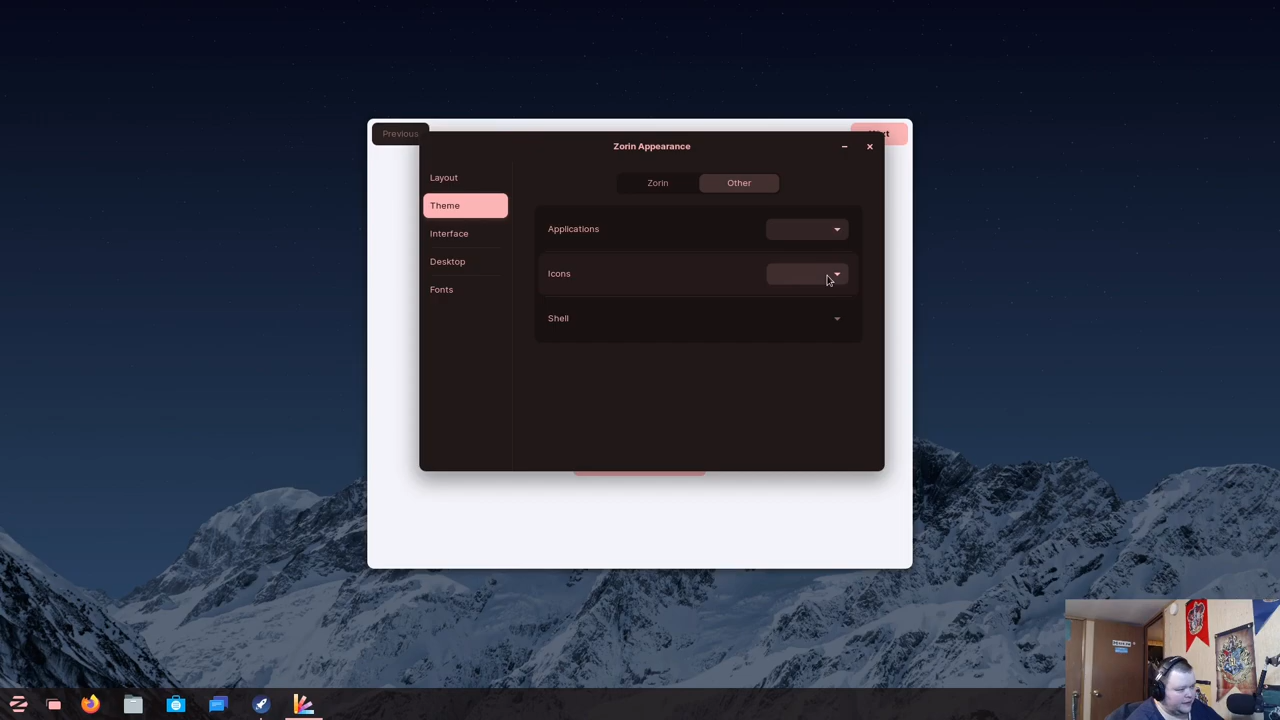 Previous
Zorin Appearance
Layout
Theme
Interface
Desktop
Fonts
Zorin
Other
Applications
Icons
Shell